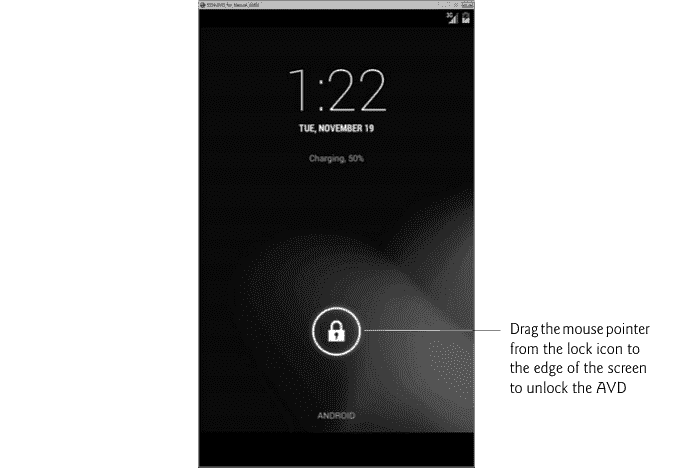 3G
1:22
TUE, NOVEMBER 19
Charging, 50%
ANDROID
Drag the mouse pointer
from the lock icon to
the edge of the screen
to unlock the AVD